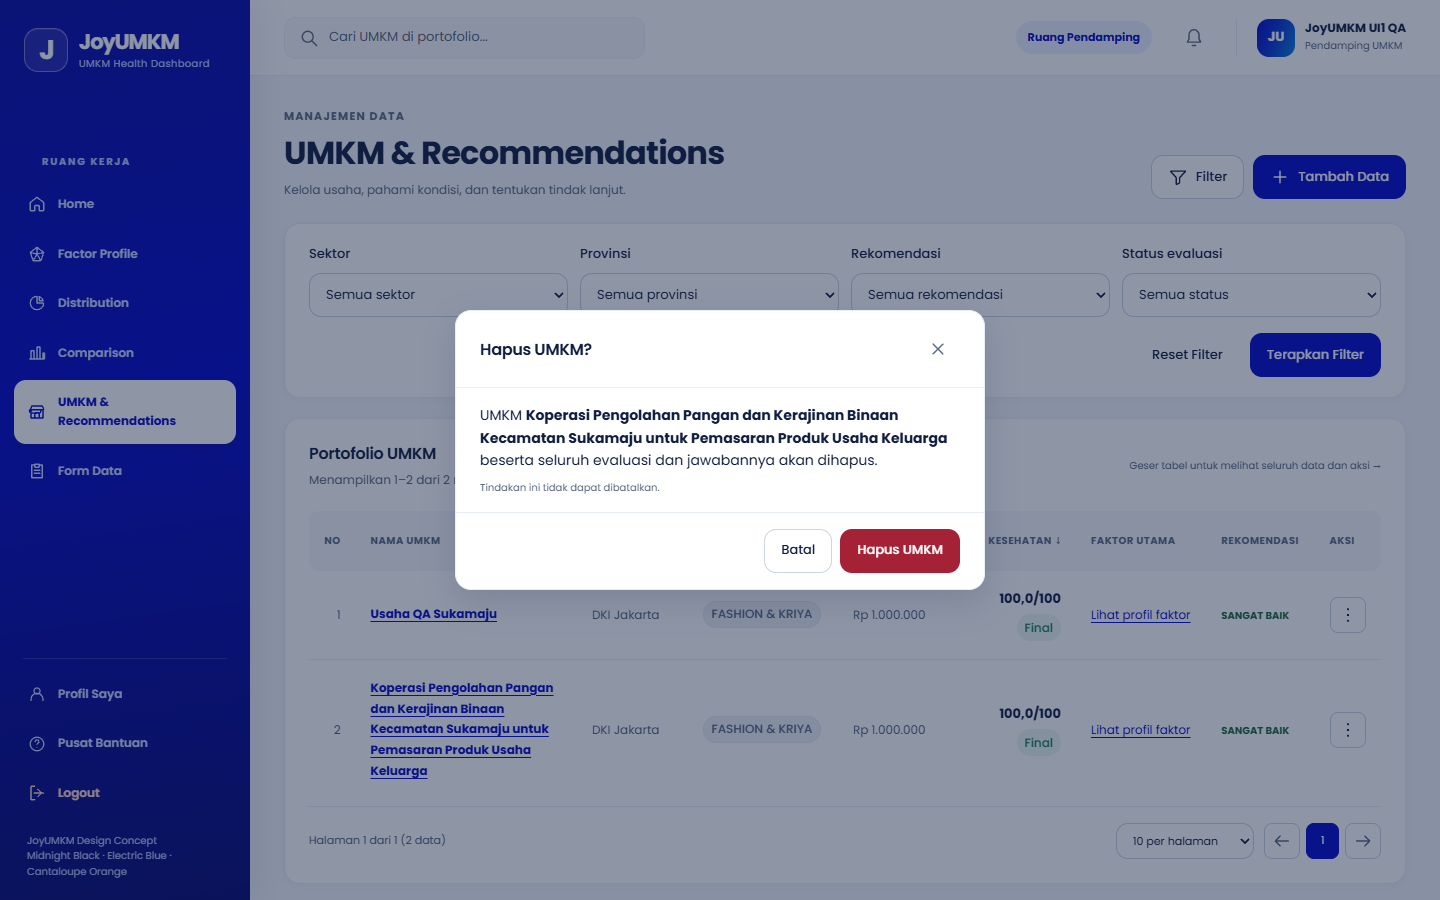 J
JoyUMKM
UMKM Health Dashboard
RUANG KERJA
Home
Factor Profile
Distribution
Comparison
UMKM &
Recommendations
Form Data
Profil Saya
Pusat Bantuan
Logout
JoyUMKM Design Concept
Midnight Black · Electric Blue ·
Cantaloupe Orange
Cari UMKM di portofolio...
Ruang Pendamping
JU
JoyUMKM UI1 QA
Pendamping UMKM
MANAJEMEN DATA
UMKM & Recommendations
Kelola usaha, pahami kondisi, dan tentukan tindak lanjut.
Filter
+ Tambah Data
Sektor
Provinsi
Rekomendasi
Status evaluasi
Semua sektor
Semua provinsi
Semua rekomendasi
Semua status
Reset Filter
Terapkan Filter
Hapus UMKM?
UMKM Koperasi Pengolahan Pangan dan Kerajinan Binaan
Kecamatan Sukamaju untuk Pemasaran Produk Usaha Keluarga
beserta seluruh evaluasi dan jawabannya akan dihapus.
Tindakan ini tidak dapat dibatalkan.
Batal
Hapus UMKM
Portofolio UMKM
Menampilkan 1–2 dari 2
Geser tabel untuk melihat seluruh data dan aksi →
NO
NAMA UMKM
KESEHATAN ↓
FAKTOR UTAMA
REKOMENDASI
AKSI
1
Usaha QA Sukamaju
DKI Jakarta
FASHION & KRIYA
Rp 1.000.000
100,0/100
Final
Lihat profil faktor
SANGAT BAIK
2
Koperasi Pengolahan Pangan
dan Kerajinan Binaan
Kecamatan Sukamaju untuk
Pemasaran Produk Usaha
Keluarga
DKI Jakarta
FASHION & KRIYA
Rp 1.000.000
100,0/100
Final
Lihat profil faktor
SANGAT BAIK
Halaman 1 dari 1 (2 data)
10 per halaman
←
1
→